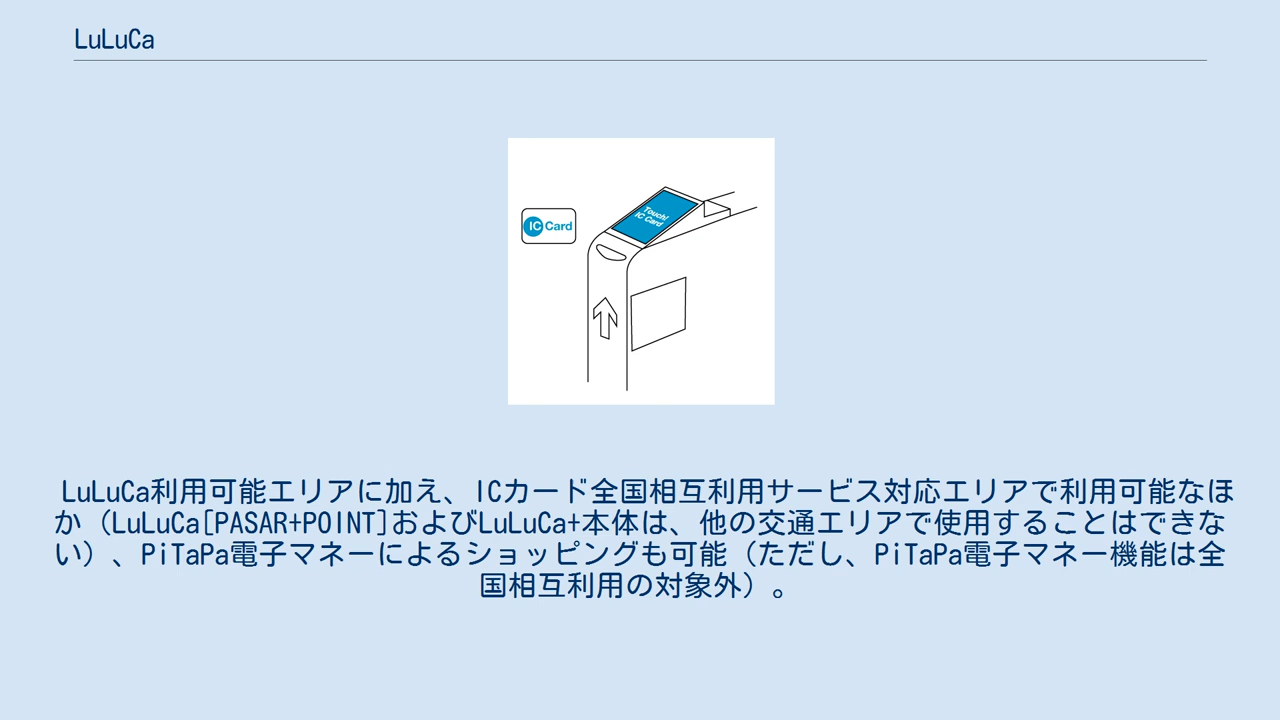 LuLuCa
Touch!
IC Card
IC Card
LuLuCa利用可能エリアに加え、ICカード全国相互利用サービス対応エリアで利用可能なほ
か（LuLuCa[PASAR+POINT]およびLuLuCa+本体は、他の交通エリアで使用することはできな
い）、PiTaPa電子マネーによるショッピングも可能（ただし、PiTaPa電子マネー機能は全
国相互利用の対象外）。